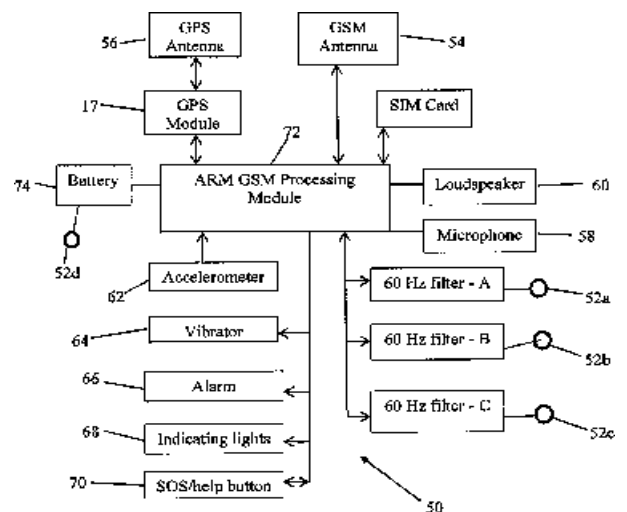 GPS
Antenna
56
GSM
Antenna
54
17
GPS
Module
72
SIM Card
74
Battery
ARM GSM Processing
Module
Loudspeaker
60
Microphone
58
52d
62
Accelerometer
60 Hz filter - A
52a
64
Vibrator
60 Hz filter - B
52b
66
Alarm
68
Indicating lights
60 Hz filter - C
52c
70
SOS/help button
50